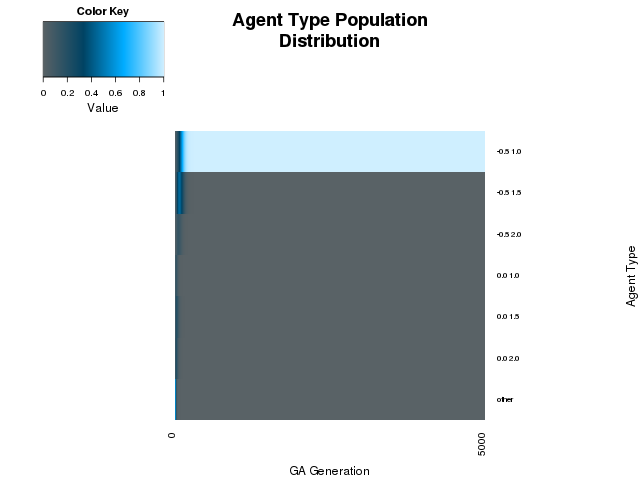 Color Key
0 0.2 0.4 0.6 0.8 1
Value
Agent Type Population
Distribution
-0.5 1.0
-0.5 1.5
-0.5 2.0
0.0 1.0
0.0 1.5
0.0 2.0
other
Agent Type
0 5000
GA Generation